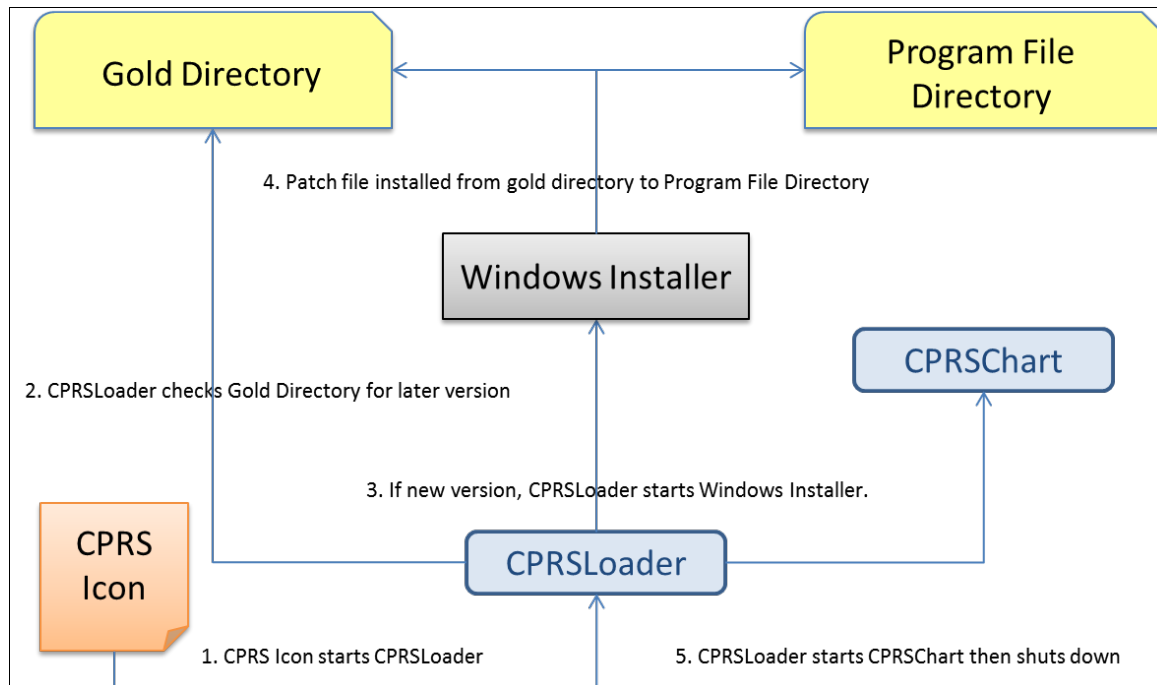 Gold Directory
Program File
Directory
4. Patch file installed from gold directory to Program File Directory
Windows Installer
CPRSChart
2. CPRSLoader checks Gold Directory for later version
3. If new version, CPRSLoader starts Windows Installer.
CPRS
Icon
CPRSLoader
1. CPRS Icon starts CPRSLoader
5. CPRSLoader starts CPRSChart then shuts down